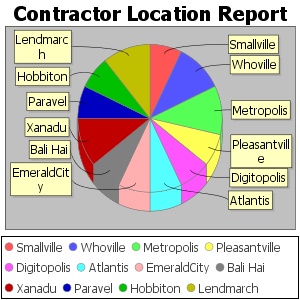 Contractor Location Report
Lendmarc
h
Smallville
Whoville
Hobbiton
Paravel
Metropolis
Xanadu
Pleasantvill
e
Bali Hai
EmeraldCit
y
Digitopolis
Atlantis
Smallville Whoville Metropolis Pleasantville
Digitopolis Atlantis EmeraldCity Bali Hai
Xanadu Paravel Hobbiton Lendmarch